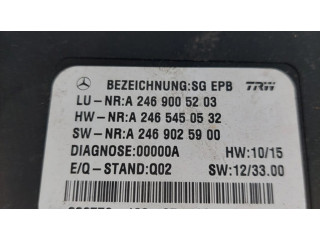 BEZEICHNUNG:SG EPB TRW
LU-NR:A 246 900 52 03
HW-NR:A 246 545 05 32
SW-NR:A 246 902 59 00
DIAGNOSE:00000A HW:10/15
E/Q-STAND:Q02 SW:12/33.00